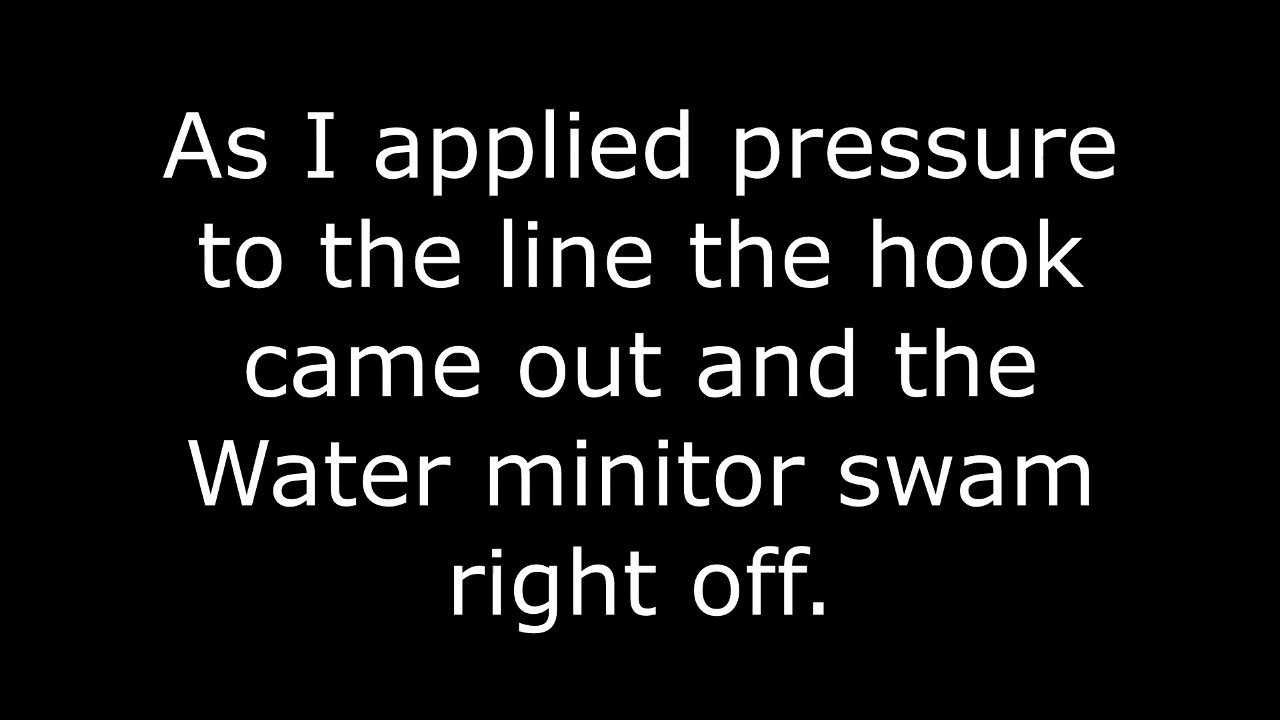 As I applied pressure
to the line the hook
came out and the
Water minitor swam
right off.